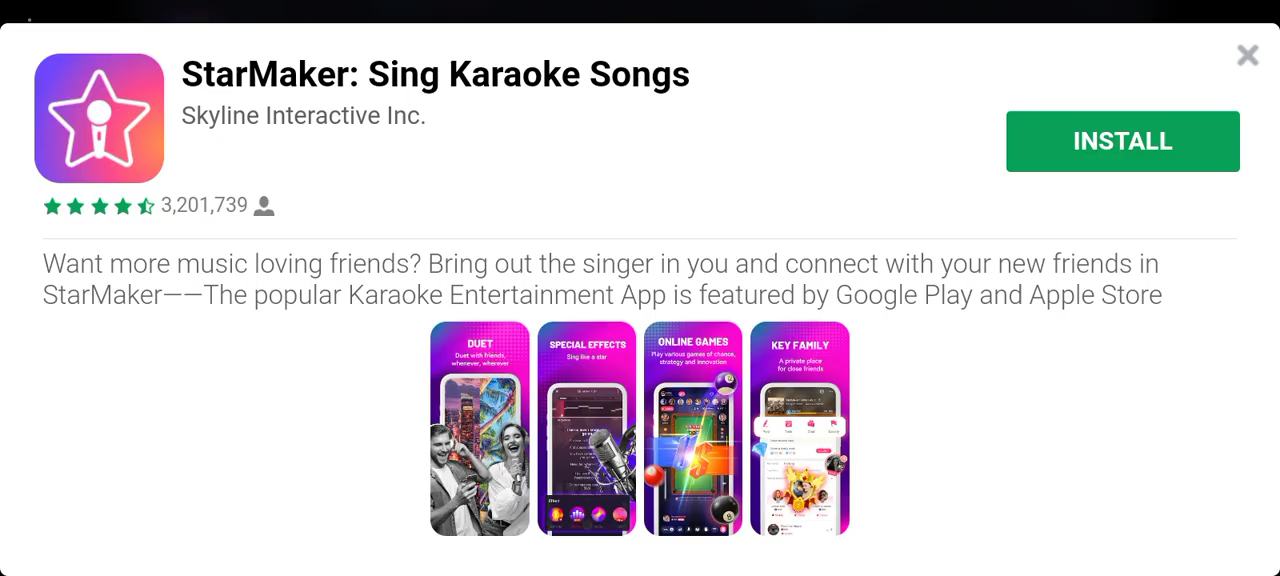 StarMaker: Sing Karaoke Songs
Skyline Interactive Inc.
INSTALL
3,201,739
Want more music loving friends? Bring out the singer in you and connect with your new friends in
StarMaker——The popular Karaoke Entertainment App is featured by Google Play and Apple Store
DUET
Duet with friends,
whenever, wherever
SPECIAL EFFECTS
Sing like a star
ONLINE GAMES
Play various games of chance,
strategy and innovation
KEY FAMILY
A private place
for close friends